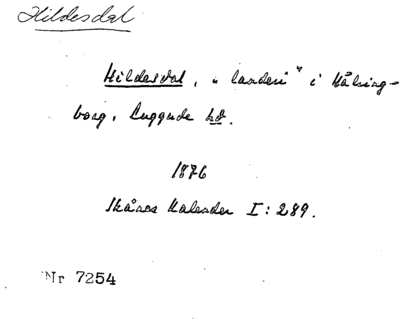 Hildesdal
Hildesdal, "landeri" i Hälsing-
borg, Luggude hd.
1876
Skånes Kalender I: 289.
Nr 7254